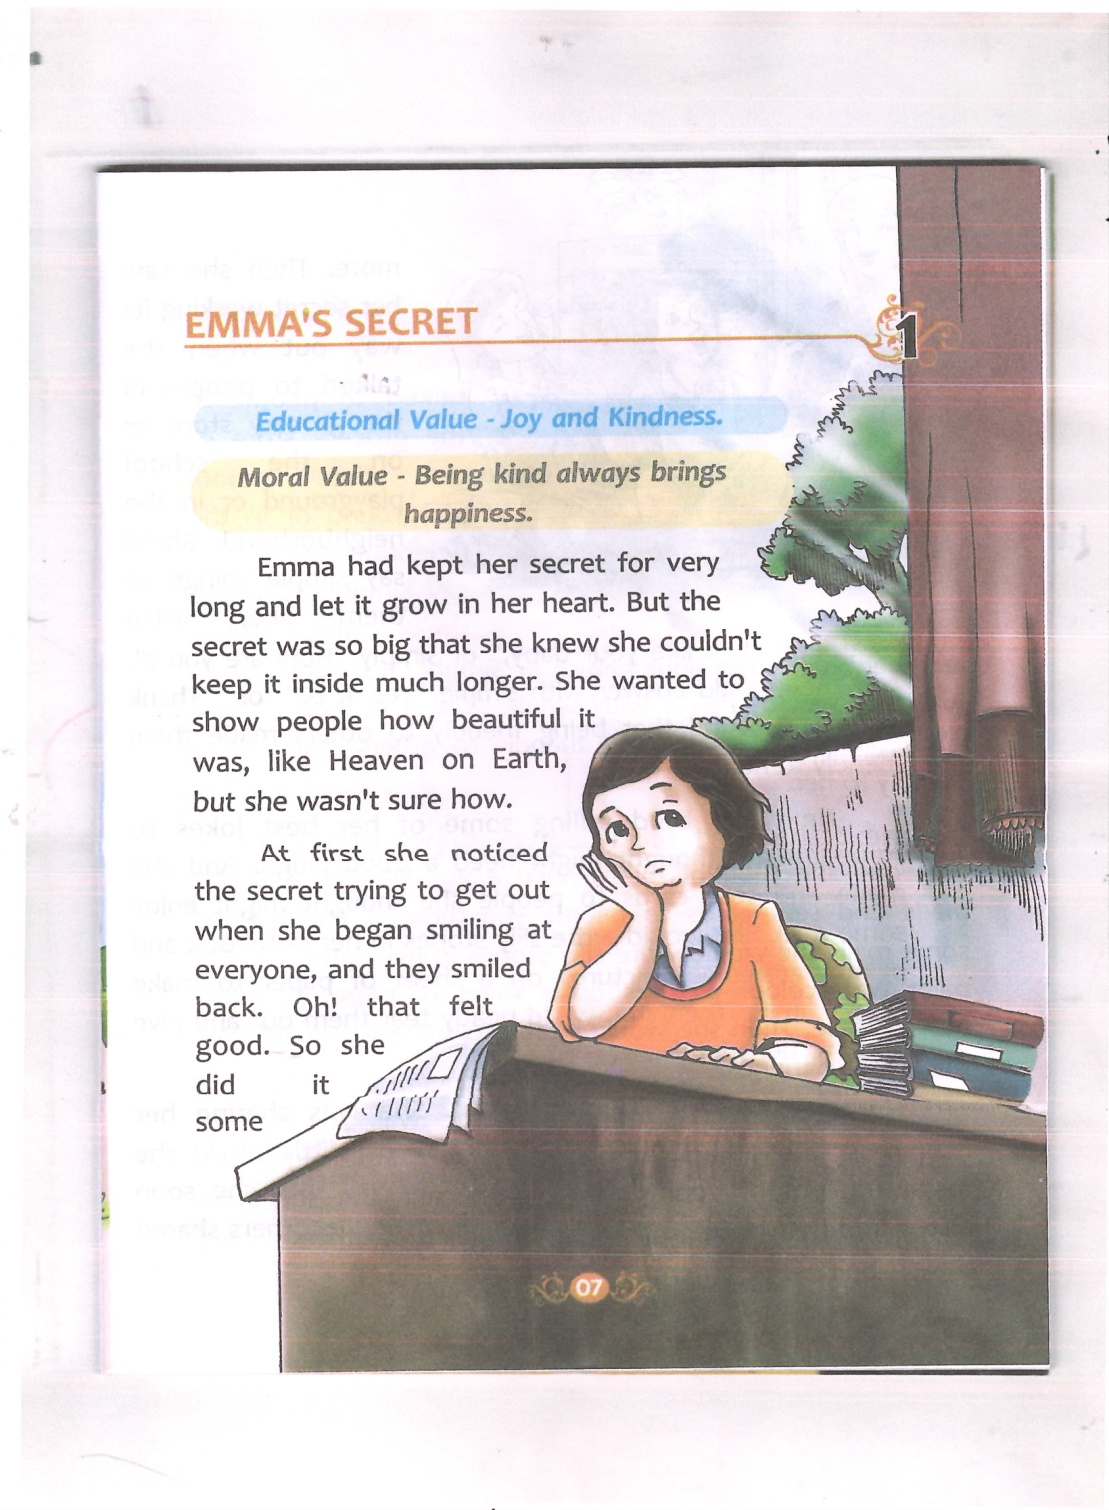 EMMA'S SECRET
1
Educational Value - Joy and Kindness.
Moral Value - Being kind always brings
happiness.
Emma had kept her secret for very
long and let it grow in her heart. But the
secret was so big that she knew she couldn't
keep it inside much longer. She wanted to
show people how beautiful it
was, like Heaven on Earth,
but she wasn't sure how.
At first she noticed
the secret trying to get out
when she began smiling at
everyone, and they smiled
back. Oh! that felt
good. So she
did it
some
07